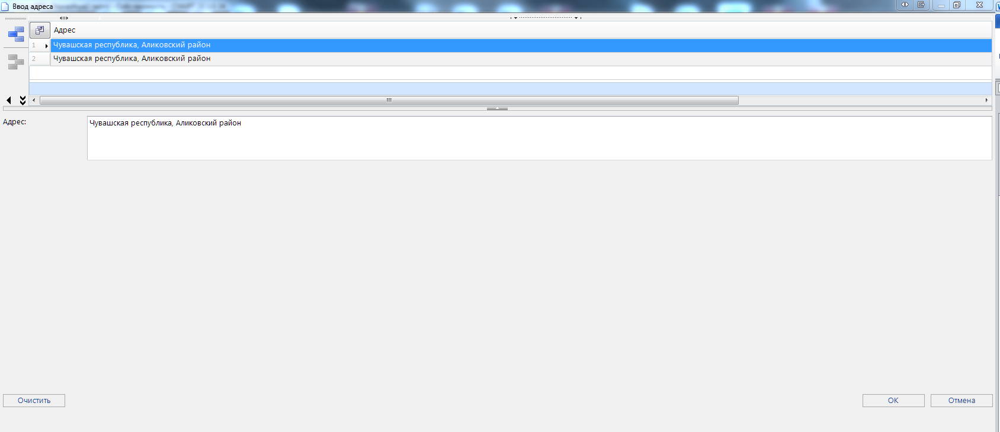 Ввод адреса
Адрес
1 Чувашская республика, Аликовский район
2 Чувашская республика, Аликовский район
Адрес: Чувашская республика, Аликовский район
Очистить OK Отмена